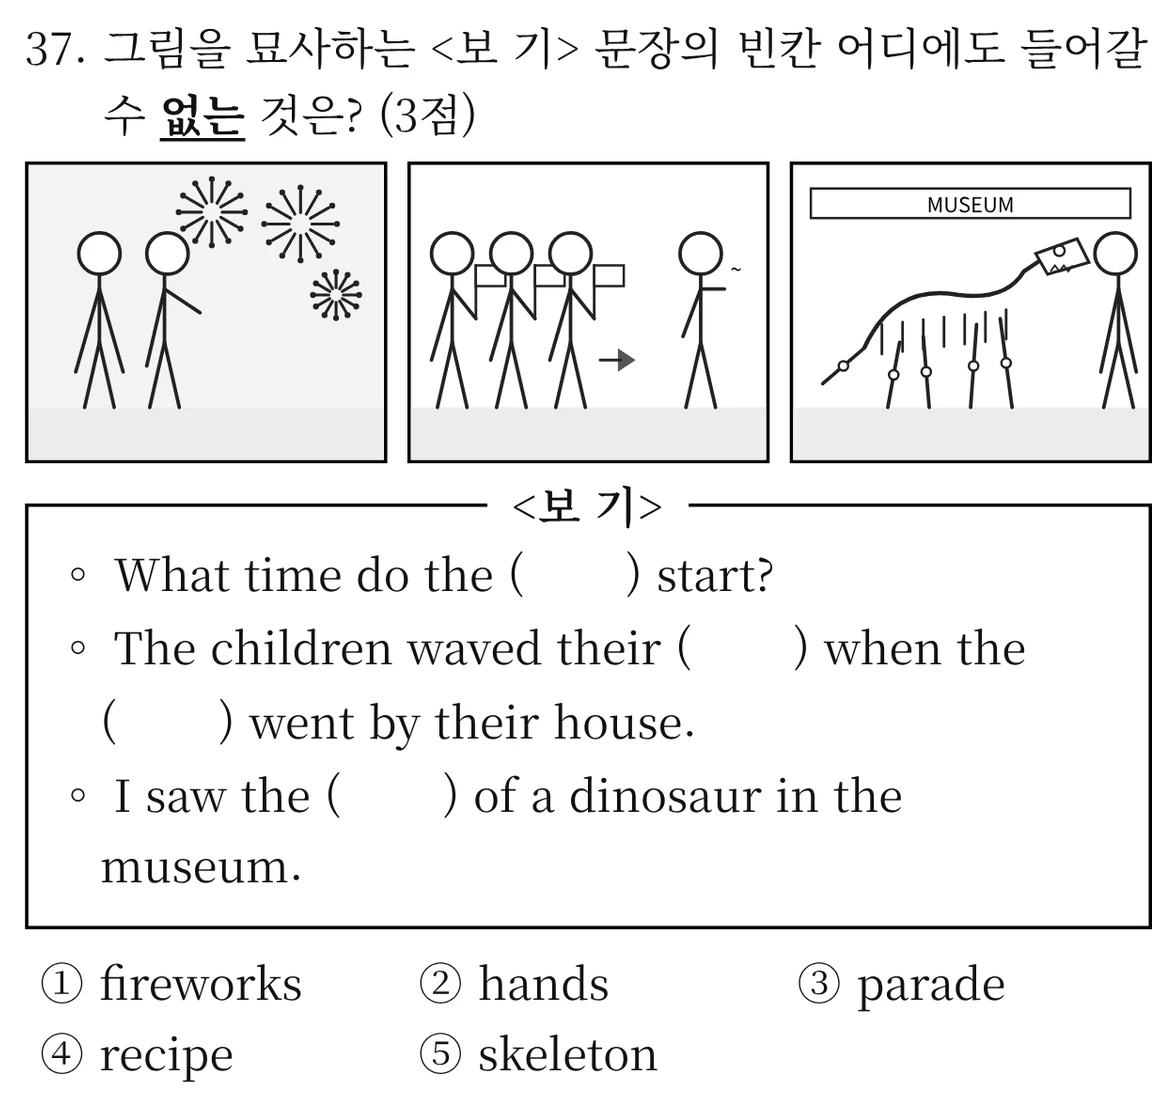 37. 그림을 묘사하는 <보 기> 문장의 빈칸 어디에도 들어갈
수 없는 것은? (3점)
MUSEUM
~
<보 기>
◦ What time do the (        ) start?
◦ The children waved their (        ) when the
(        ) went by their house.
◦ I saw the (        ) of a dinosaur in the
museum.
① fireworks ② hands ③ parade
④ recipe ⑤ skeleton